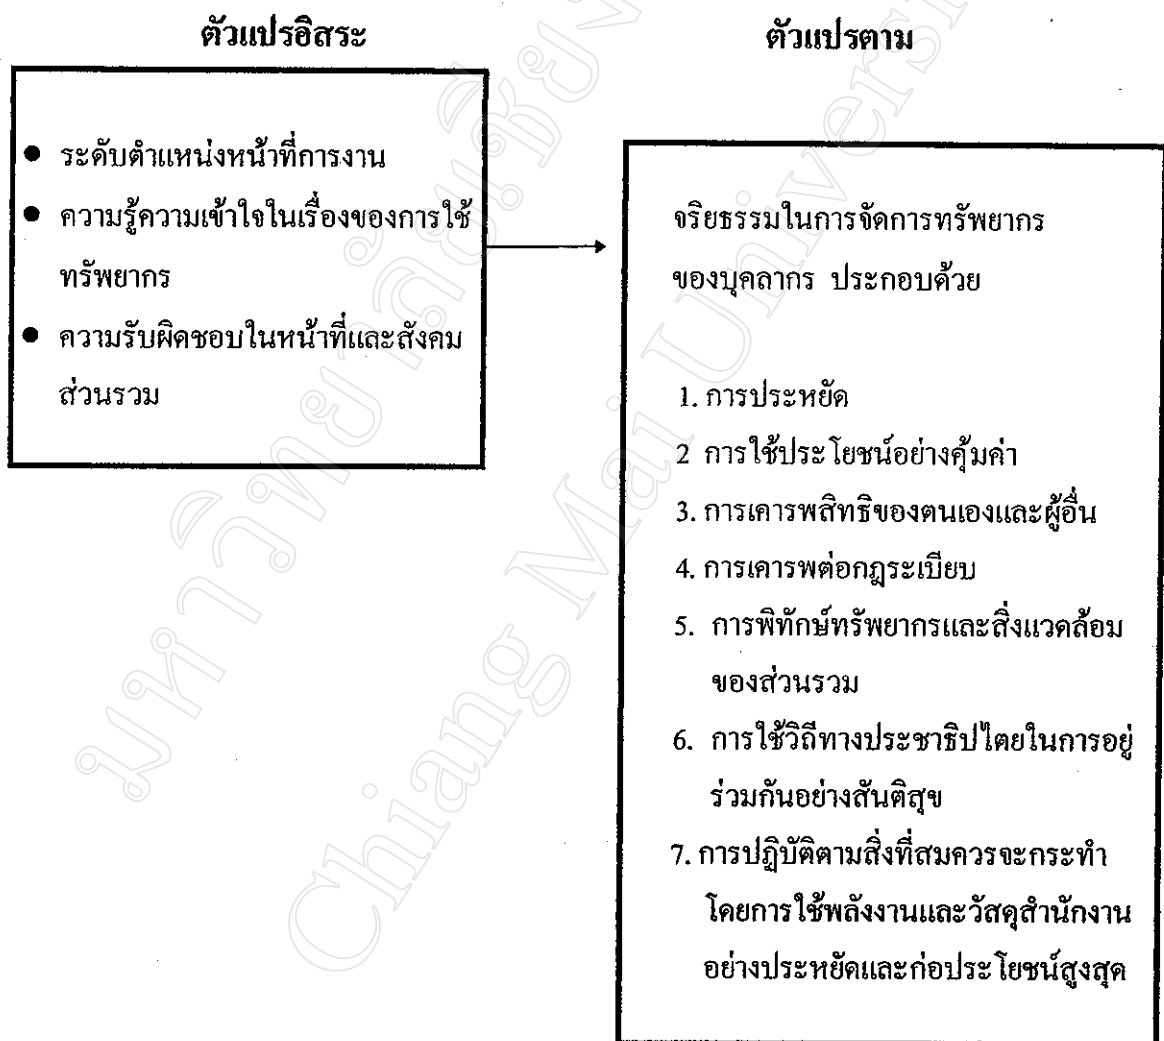 ตัวแปรอิสระ
ตัวแปรตาม
● ระดับตำแหน่งหน้าที่การงาน
● ความรู้ความเข้าใจในเรื่องของการใช้
ทรัพยากร
● ความรับผิดชอบในหน้าที่และสังคม
ส่วนรวม
จริยธรรมในการจัดการทรัพยากร
ของบุคลากร ประกอบด้วย
1. การประหยัด
2 การใช้ประโยชน์อย่างคุ้มค่า
3. การเคารพสิทธิของตนเองและผู้อื่น
4. การเคารพต่อกฎระเบียบ
5. การพิทักษ์ทรัพยากรและสิ่งแวดล้อม
ของส่วนรวม
6. การใช้วิถีทางประชาธิปไตยในการอยู่
ร่วมกันอย่างสันติสุข
7. การปฏิบัติตามสิ่งที่สมควรจะกระทำ
โดยการใช้พลังงานและวัสดุสำนักงาน
อย่างประหยัดและก่อประโยชน์สูงสุด
มหาวิทยาลัยเชียง
Chiang Mai Universi